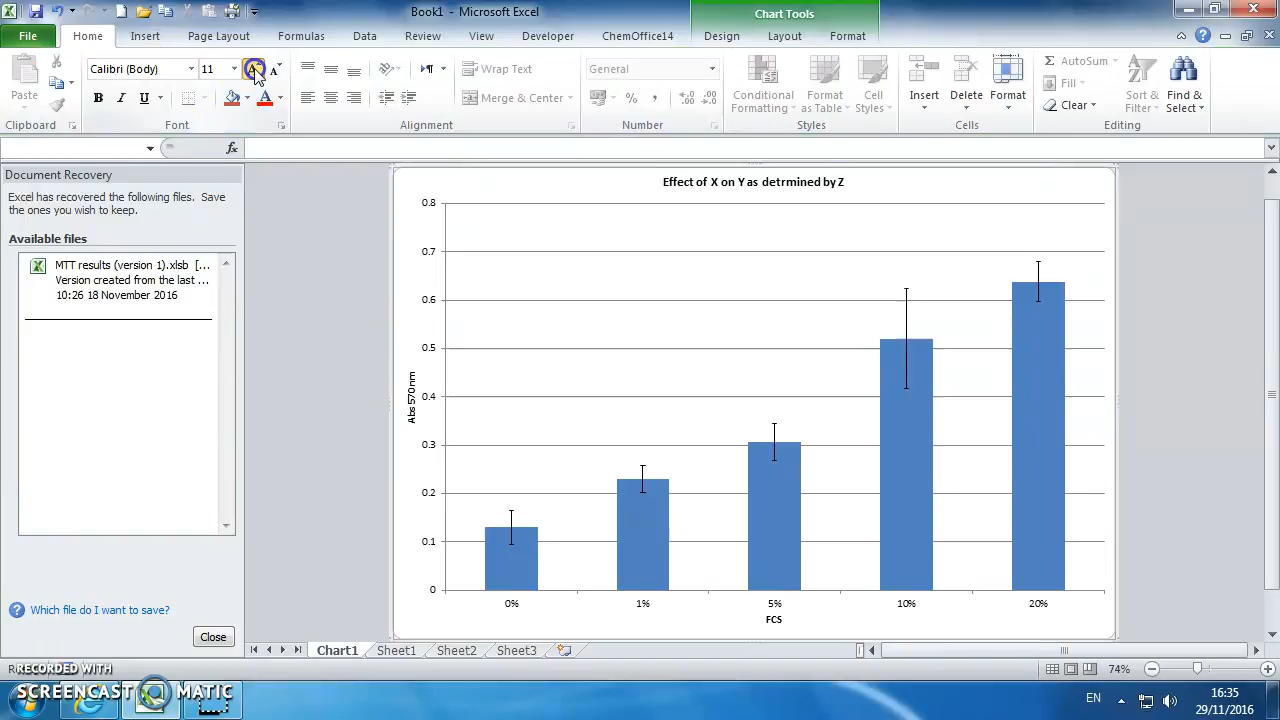 Book1 - Microsoft Excel
Chart Tools
File Home Insert Page Layout Formulas Data Review View Developer ChemOffice14 Design Layout Format
Paste
Calibri (Body) 11
B I U
Wrap Text
Merge & Center
General
Conditional Formatting
Format as Table
Cell Styles
Insert Delete Format
AutoSum
Fill
Clear
Sort & Filter
Find & Select
Clipboard Font Alignment Number Styles Cells Editing
fx
Document Recovery
Excel has recovered the following files. Save
the ones you wish to keep.
Available files
MTT results (version 1).xlsb [...
Version created from the last ...
10:26 18 November 2016
Which file do I want to save?
Close
Effect of X on Y as detrmined by Z
0.8
0.7
0.6
0.5
0.4
0.3
0.2
0.1
0
Abs 570 nm
0% 1% 5% 10% 20%
FCS
Chart1 Sheet1 Sheet2 Sheet3
74%
RECORDED WITH
SCREENCAST MATIC
EN
16:35
29/11/2016